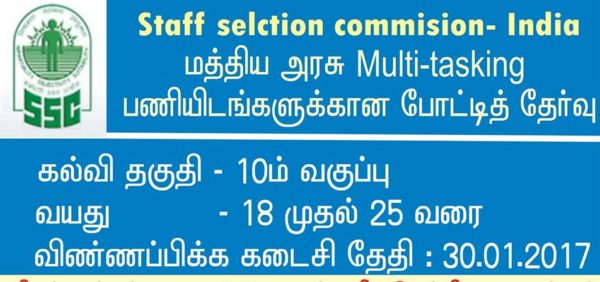 Staff selction commision- India
மத்திய அரசு Multi-tasking
பணியிடங்களுக்கான போட்டித் தேர்வு
SSC
கல்வி தகுதி - 10ம் வகுப்பு
வயது - 18 முதல் 25 வரை
விண்ணப்பிக்க கடைசி தேதி : 30.01.2017